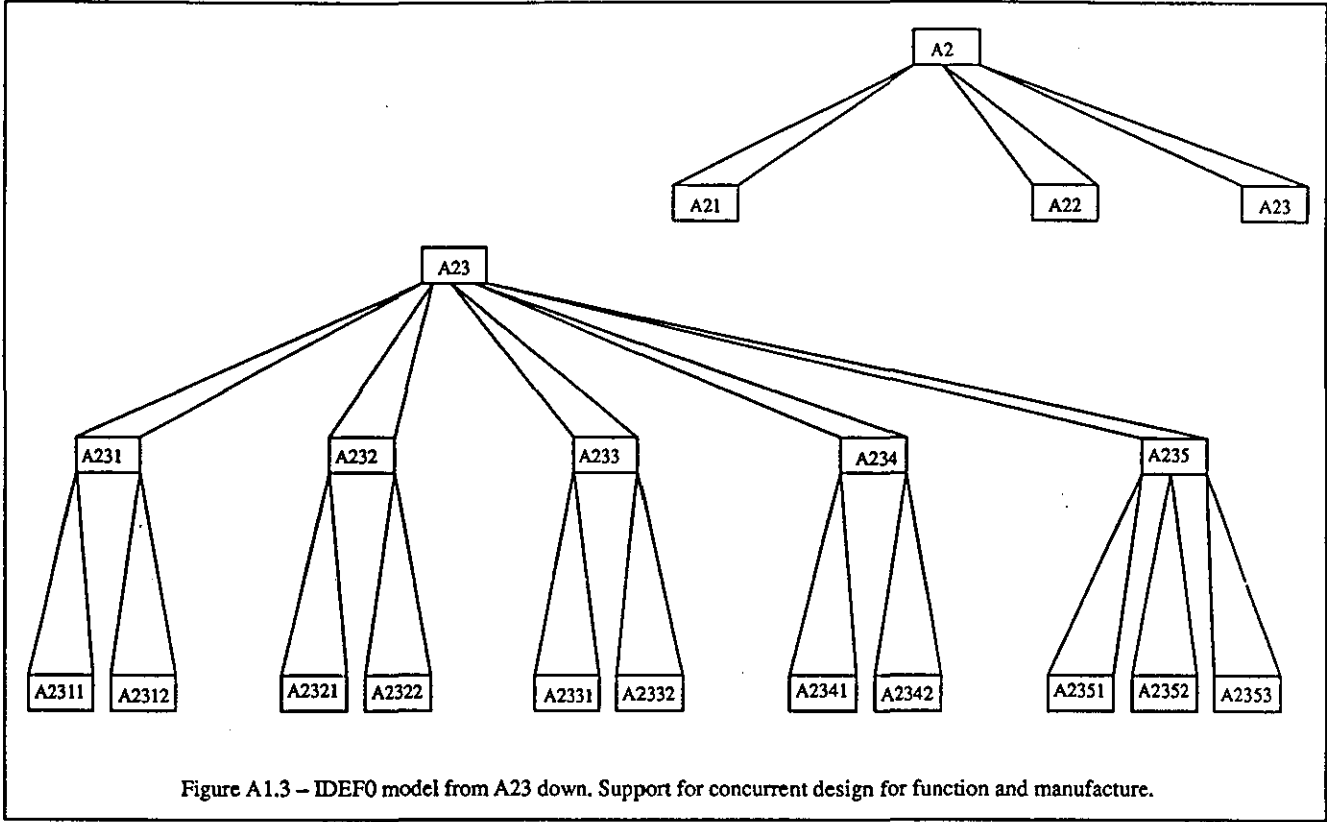 A2
A21
A22
A23
A23
A231
A232
A233
A234
A235
A2311
A2312
A2321
A2322
A2331
A2332
A2341
A2342
A2351
A2352
A2353
Figure A1.3 – IDEF0 model from A23 down. Support for concurrent design for function and manufacture.